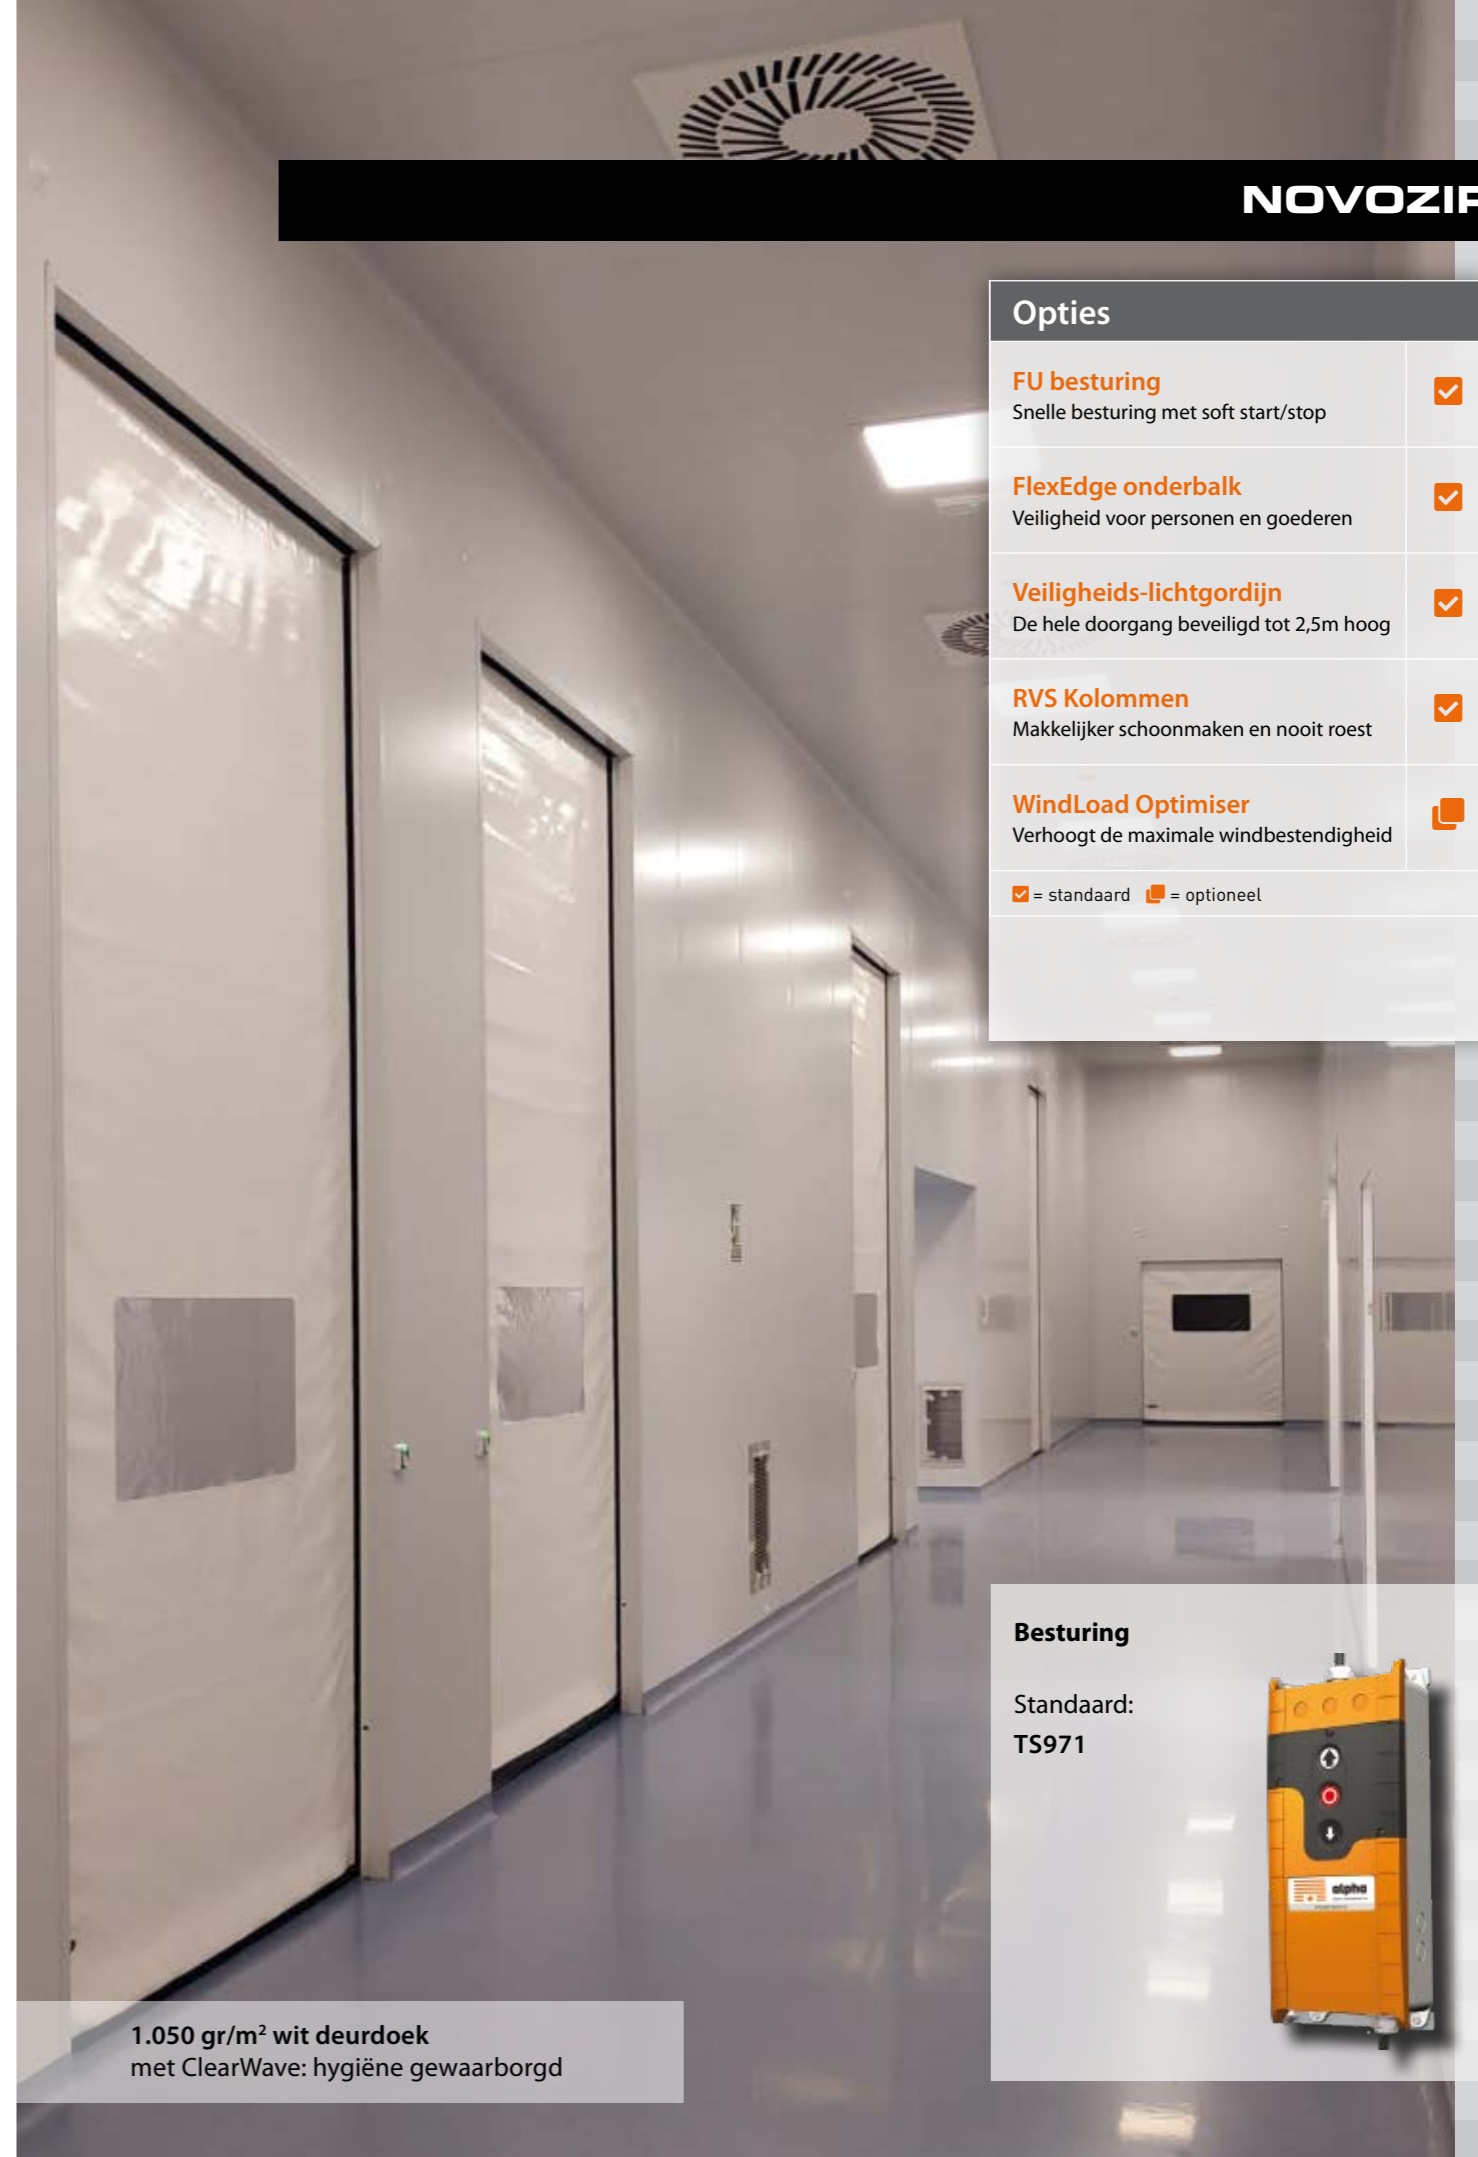 NOVOZIP
Opties
FU besturing
Snelle besturing met soft start/stop
FlexEdge onderbalk
Veiligheid voor personen en goederen
Veiligheids-lichtgordijn
De hele doorgang beveiligd tot 2,5m hoog
RVS Kolommen
Makkelijker schoonmaken en nooit roest
WindLoad Optimiser
Verhoogt de maximale windbestendigheid
= standaard = optioneel
Besturing
Standaard:
TS971
alpha
1.050 gr/m² wit deurdoek
met ClearWave: hygiëne gewaarborgd